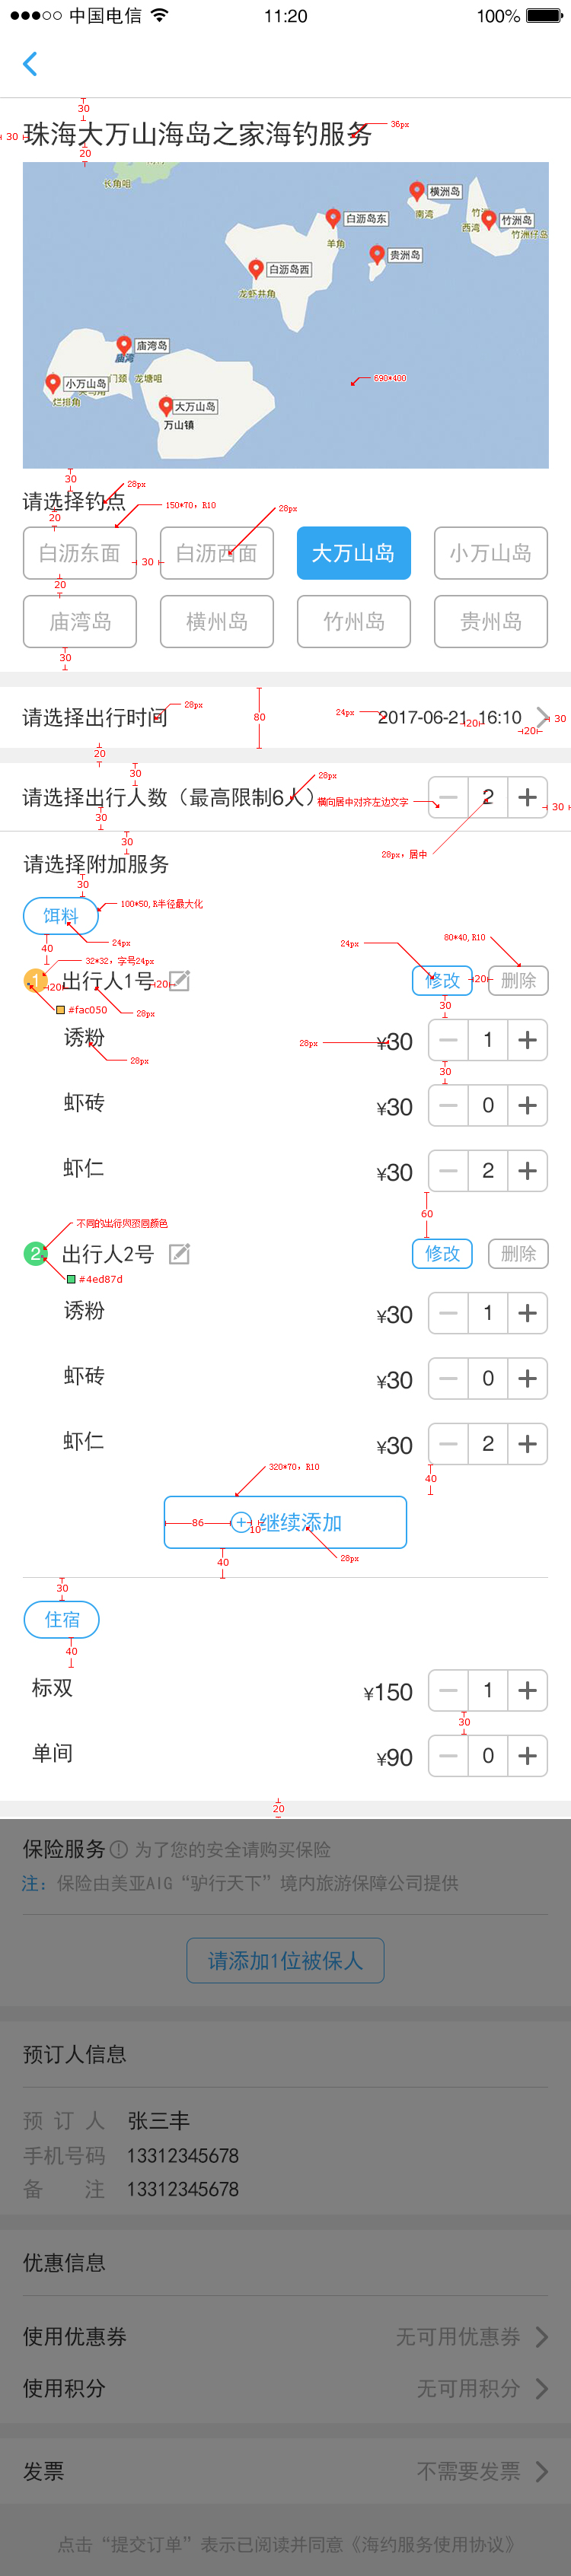 中国电信 11:20 100%
30
30 珠海大万山海岛之家海钓服务 36px
20
长角咀
横洲岛
白沥岛东 南湾 竹洲 竹洲岛
羊角 西湾 竹洲仔岛
贵洲岛
白沥岛西
龙虾井角
庙湾岛
庙湾
小万山岛 门颈 龙塘咀
690*400
烂排角 大万山岛
万山镇
30 28px
请选择钓点 150*70，R10 28px
20
白沥东面 30 白沥西面 大万山岛 小万山岛
20
庙湾岛 横州岛 竹州岛 贵州岛
30
请选择出行时间 28px 80 24px 2017-06-21 16:10 20 20 30
20
30 28px
请选择出行人数（最高限制6人） 横向居中对齐左边文字 2 30
30
30 28px，居中
请选择附加服务
30
饵料 100*50,R半径最大化
40 24px 24px 80*40,R10
32*32，字号24px
1 20 出行人1号 20 修改 20 删除
#fac050 28px 30
诱粉 28px 28px ¥30 1
30
虾砖 ¥30 0
虾仁 ¥30 2
60
不同的出行类型不同颜色
2 出行人2号 修改 删除
#4ed87d
诱粉 ¥30 1
虾砖 ¥30 0
虾仁 ¥30 2
320*70，R10 40
86 10 继续添加
40 28px
30
住宿
40
标双 ¥150 1
30
单间 ¥90 0
20
保险服务 为了您的安全请购买保险
注：保险由美亚AIG“驴行天下”境内旅游保障公司提供
请添加1位被保人
预订人信息
预 订 人 张三丰
手机号码 13312345678
备 注 13312345678
优惠信息
使用优惠券 无可用优惠券
使用积分 无可用积分
发票 不需要发票
点击“提交订单”表示已阅读并同意《海约服务使用协议》